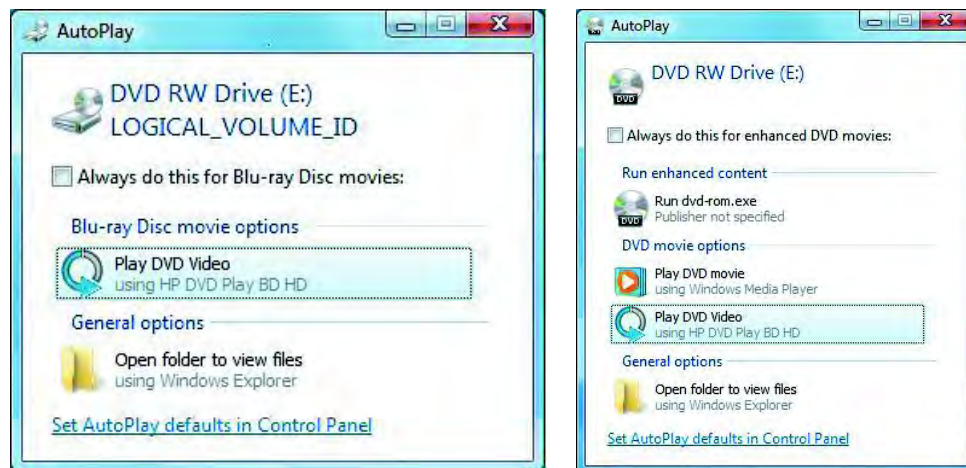 AutoPlay
DVD RW Drive (E:)
LOGICAL_VOLUME_ID
Always do this for Blu-ray Disc movies:
Blu-ray Disc movie options
Play DVD Video
using HP DVD Play BD HD
General options
Open folder to view files
using Windows Explorer
Set AutoPlay defaults in Control Panel
AutoPlay
DVD RW Drive (E:)
DVD
Always do this for enhanced DVD movies:
Run enhanced content
Run dvd-rom.exe
DVD
Publisher not specified
DVD movie options
Play DVD movie
using Windows Media Player
Play DVD Video
using HP DVD Play BD HD
General options
Open folder to view files
using Windows Explorer
Set AutoPlay defaults in Control Panel